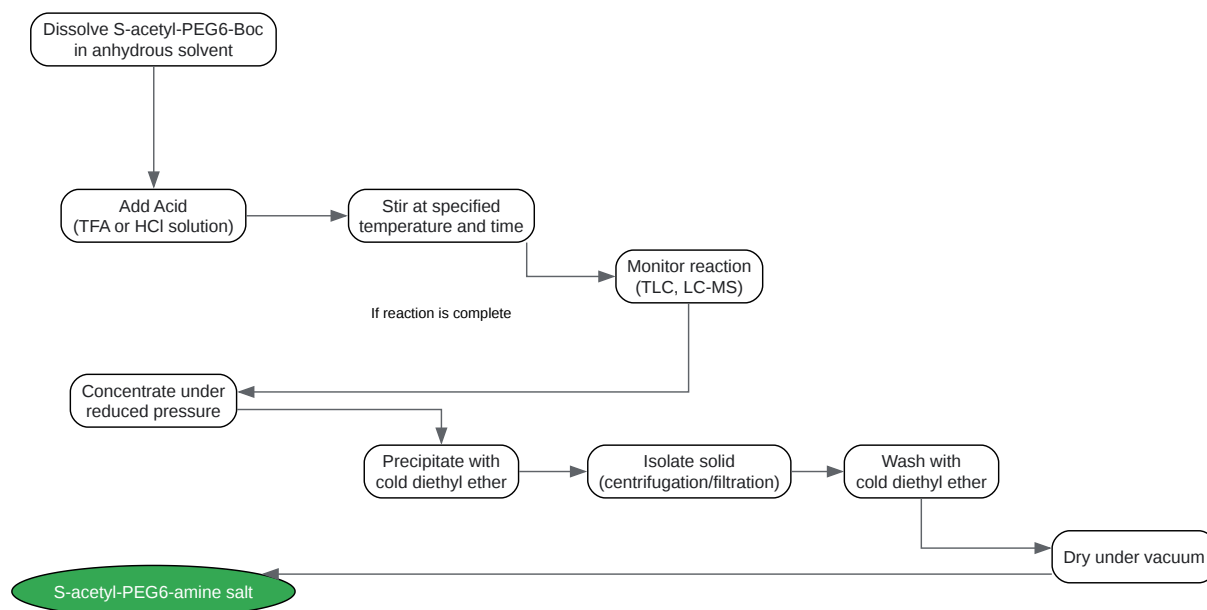 Dissolve S-acetyl-PEG6-Boc
in anhydrous solvent
Add Acid
(TFA or HCl solution)
Stir at specified
temperature and time
Monitor reaction
(TLC, LC-MS)
If reaction is complete
Concentrate under
reduced pressure
Precipitate with
cold diethyl ether
Isolate solid
(centrifugation/filtration)
Wash with
cold diethyl ether
Dry under vacuum
S-acetyl-PEG6-amine salt